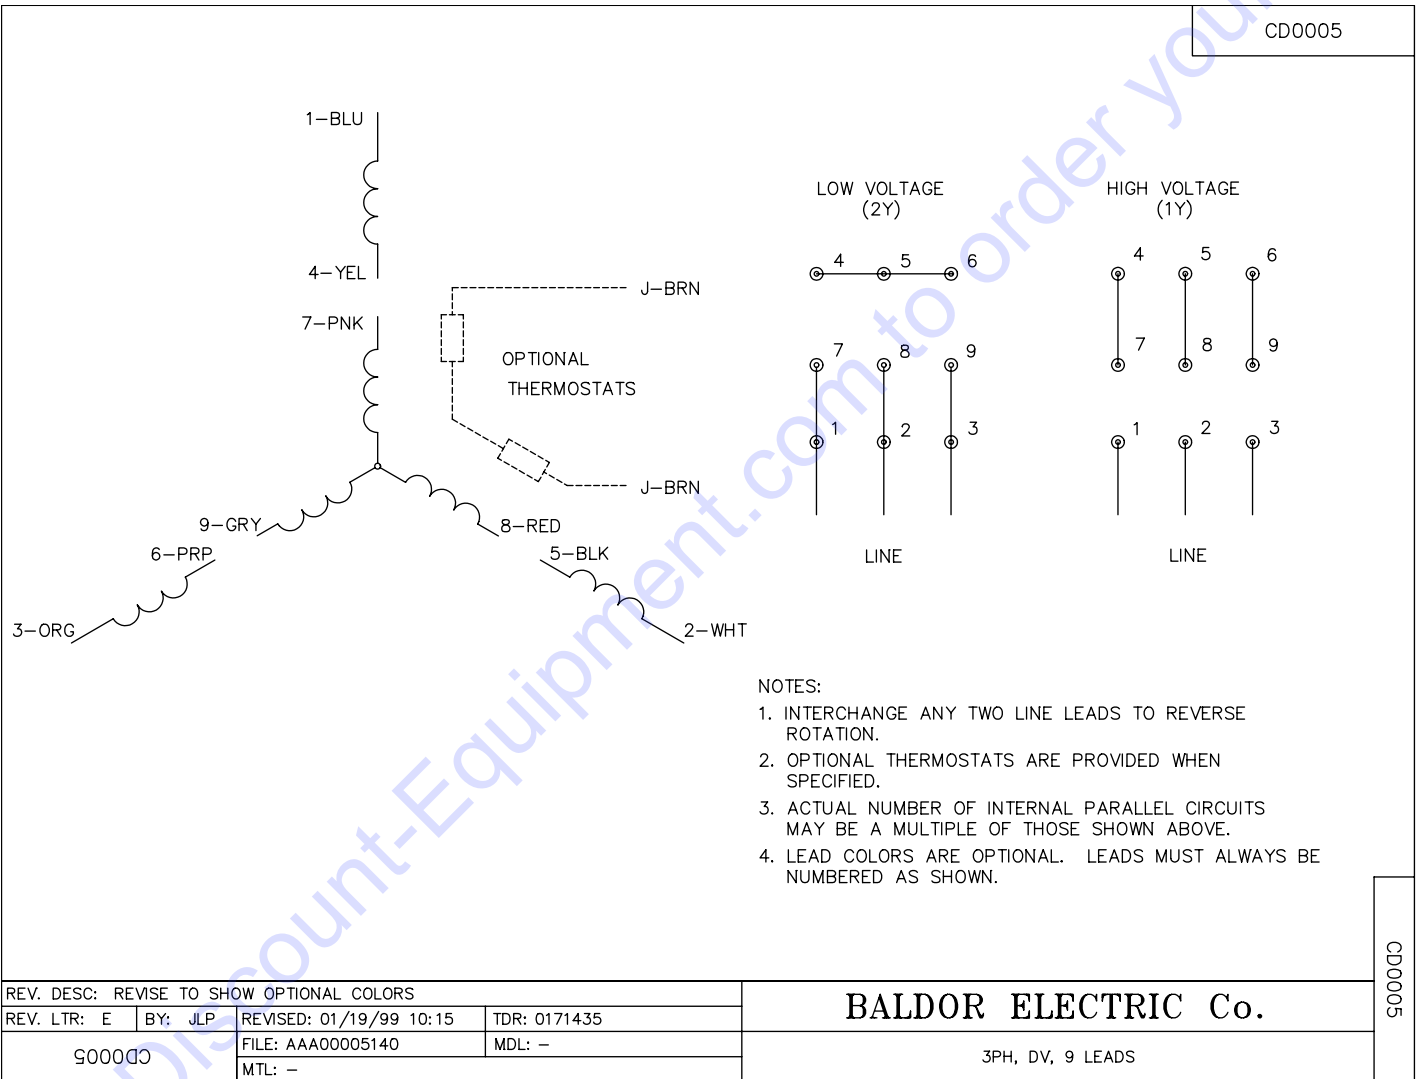 CD0005
1-BLU
4-YEL
7-PNK
J-BRN
OPTIONAL
THERMOSTATS
J-BRN
9-GRY
8-RED
6-PRP
5-BLK
3-ORG
2-WHT
LOW VOLTAGE
(2Y)
4 5 6
7 8 9
1 2 3
LINE
HIGH VOLTAGE
(1Y)
4 5 6
7 8 9
1 2 3
LINE
NOTES:
1. INTERCHANGE ANY TWO LINE LEADS TO REVERSE
ROTATION.
2. OPTIONAL THERMOSTATS ARE PROVIDED WHEN
SPECIFIED.
3. ACTUAL NUMBER OF INTERNAL PARALLEL CIRCUITS
MAY BE A MULTIPLE OF THOSE SHOWN ABOVE.
4. LEAD COLORS ARE OPTIONAL. LEADS MUST ALWAYS BE
NUMBERED AS SHOWN.
CD0005
REV. DESC: REVISE TO SHOW OPTIONAL COLORS
REV. LTR: E BY: JLP REVISED: 01/19/99 10:15 TDR: 0171435
CD0005
FILE: AAA00005140 MDL: -
MTL: -
BALDOR ELECTRIC Co.
3PH, DV, 9 LEADS
Discount-Equipment.com to order your